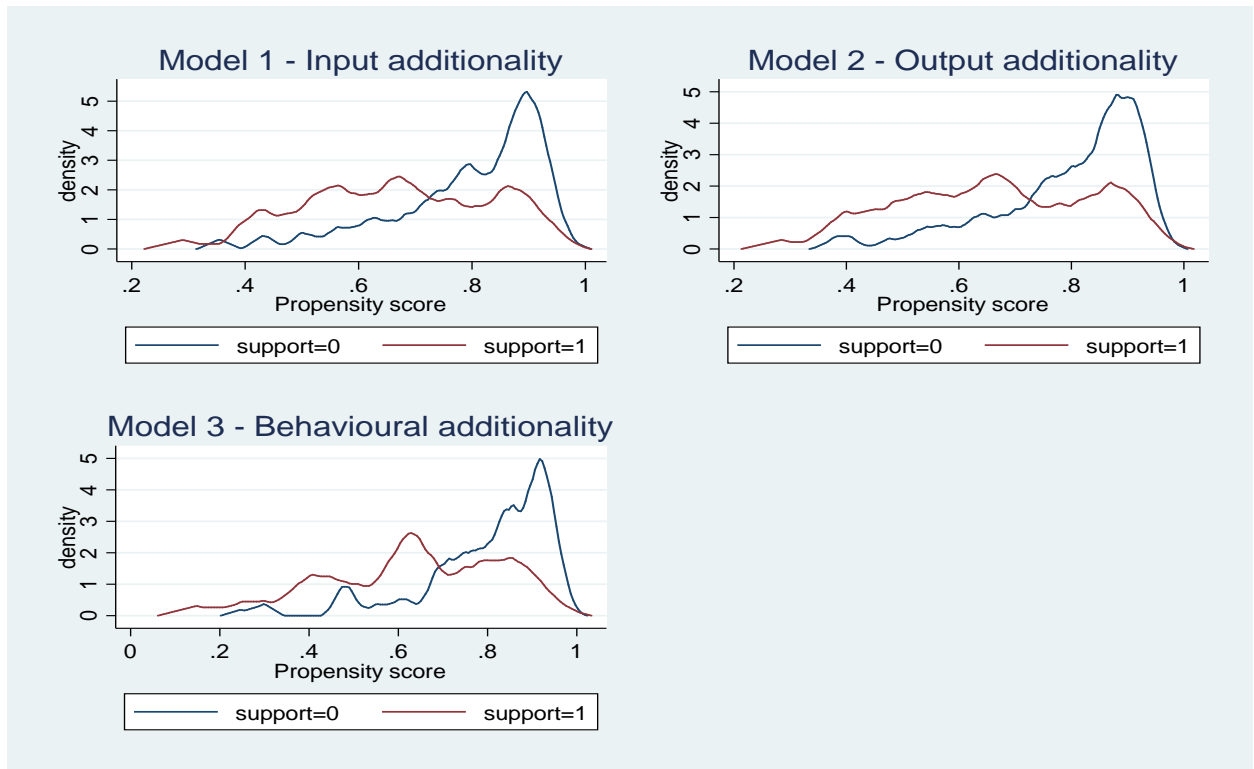 Model 1 - Input additionality
density
0 1 2 3 4 5
.2 .4 .6 .8 1
Propensity score
support=0 support=1
Model 2 - Output additionality
density
0 1 2 3 4 5
.2 .4 .6 .8 1
Propensity score
support=0 support=1
Model 3 - Behavioural additionality
density
0 1 2 3 4 5
0 .2 .4 .6 .8 1
Propensity score
support=0 support=1